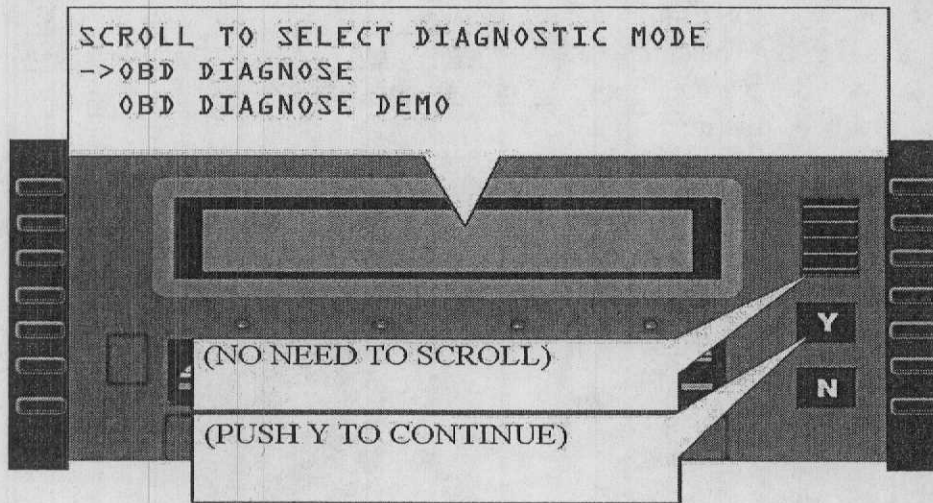 SCROLL TO SELECT DIAGNOSTIC MODE
->OBD DIAGNOSE
OBD DIAGNOSE DEMO
Y
(NO NEED TO SCROLL)
N
(PUSH Y TO CONTINUE)